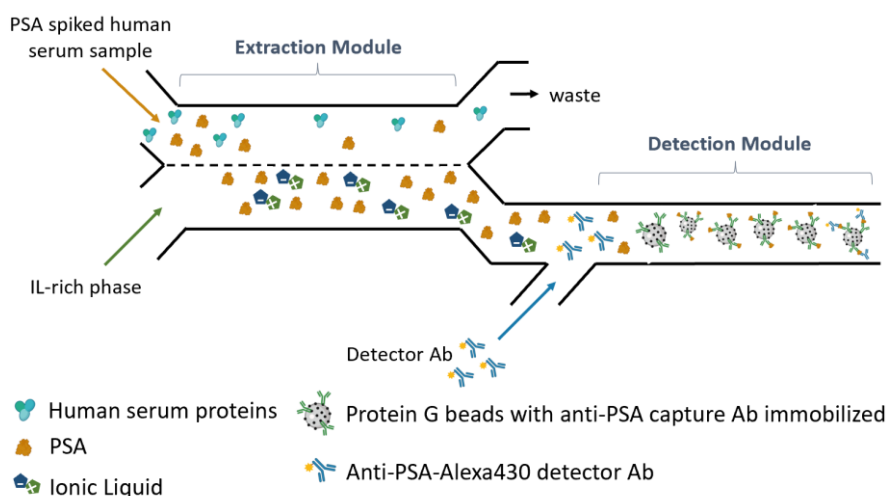 PSA spiked human
serum sample
Extraction Module
waste
Detection Module
IL-rich phase
Detector Ab
Human serum proteins
Protein G beads with anti-PSA capture Ab immobilized
PSA
Anti-PSA-Alexa430 detector Ab
Ionic Liquid